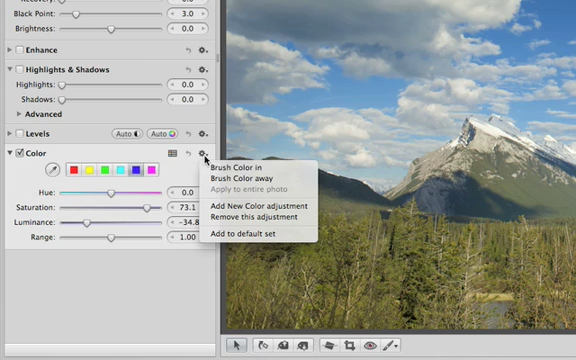 Recovery: 0.0
Black Point: 3.0
Brightness: 0.0
Enhance
Highlights & Shadows
Highlights: 0.0
Shadows: 0.0
Advanced
Levels Auto Auto
Color
Hue: 0.0
Saturation: 73.1
Luminance: -34.8
Range: 1.00
Brush Color in
Brush Color away
Apply to entire photo
Add New Color adjustment
Remove this adjustment
Add to default set